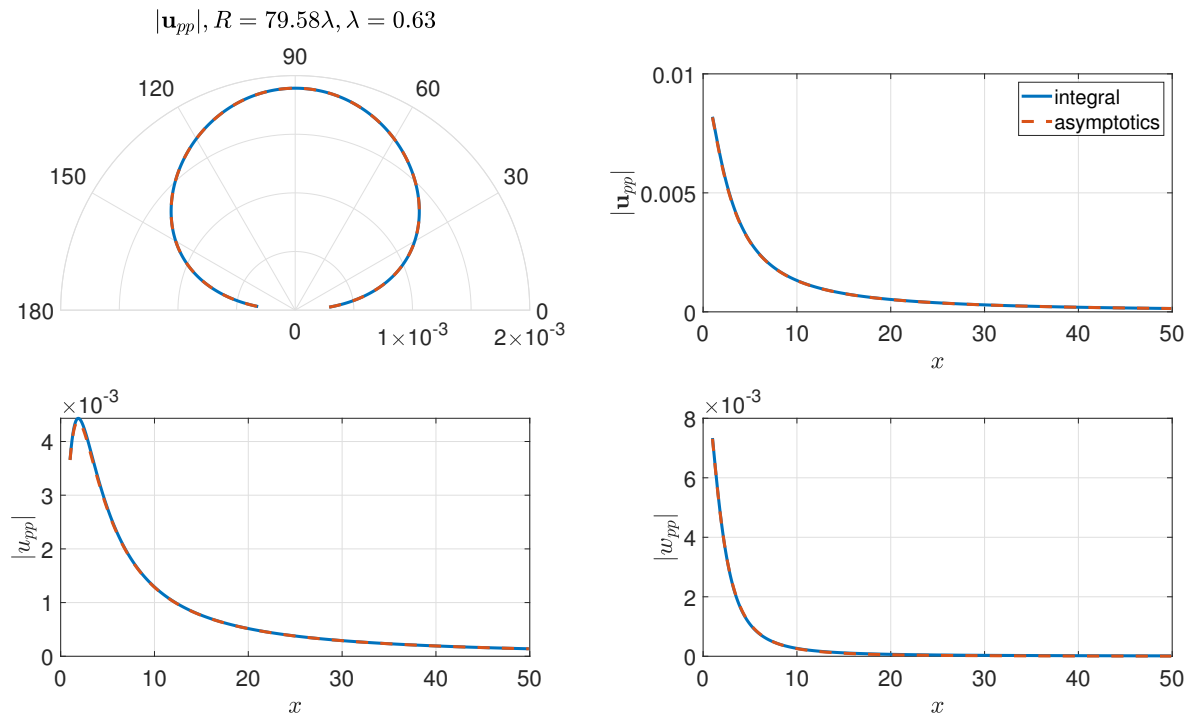 |u_pp|, R = 79.58λ, λ = 0.63
90
120
60
150
30
180
0
0
1×10^-3
2×10^-3
0.01
0.005
0
|u_pp|
integral
asymptotics
0 10 20 30 40 50
x
×10^-3
4
3
2
1
0
|u_pp|
0 10 20 30 40 50
x
×10^-3
8
6
4
2
0
|w_pp|
0 10 20 30 40 50
x